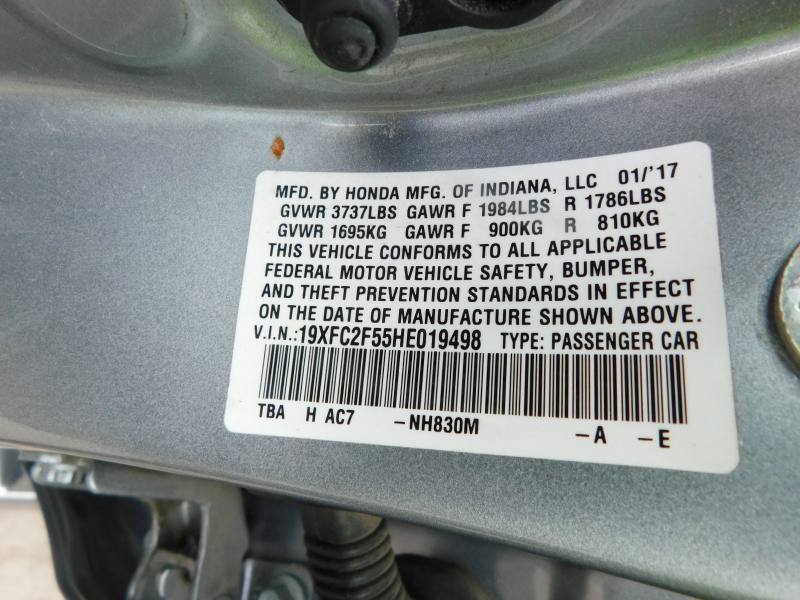 MFD. BY HONDA MFG. OF INDIANA, LLC 01/'17
GVWR 3737LBS GAWR F 1984LBS R 1786LBS
GVWR 1695KG GAWR F 900KG R 810KG
THIS VEHICLE CONFORMS TO ALL APPLICABLE
FEDERAL MOTOR VEHICLE SAFETY, BUMPER,
AND THEFT PREVENTION STANDARDS IN EFFECT
ON THE DATE OF MANUFACTURE SHOWN ABOVE.
V.I.N.:19XFC2F55HE019498 TYPE: PASSENGER CAR
TBA H AC7 -NH830M -A -E